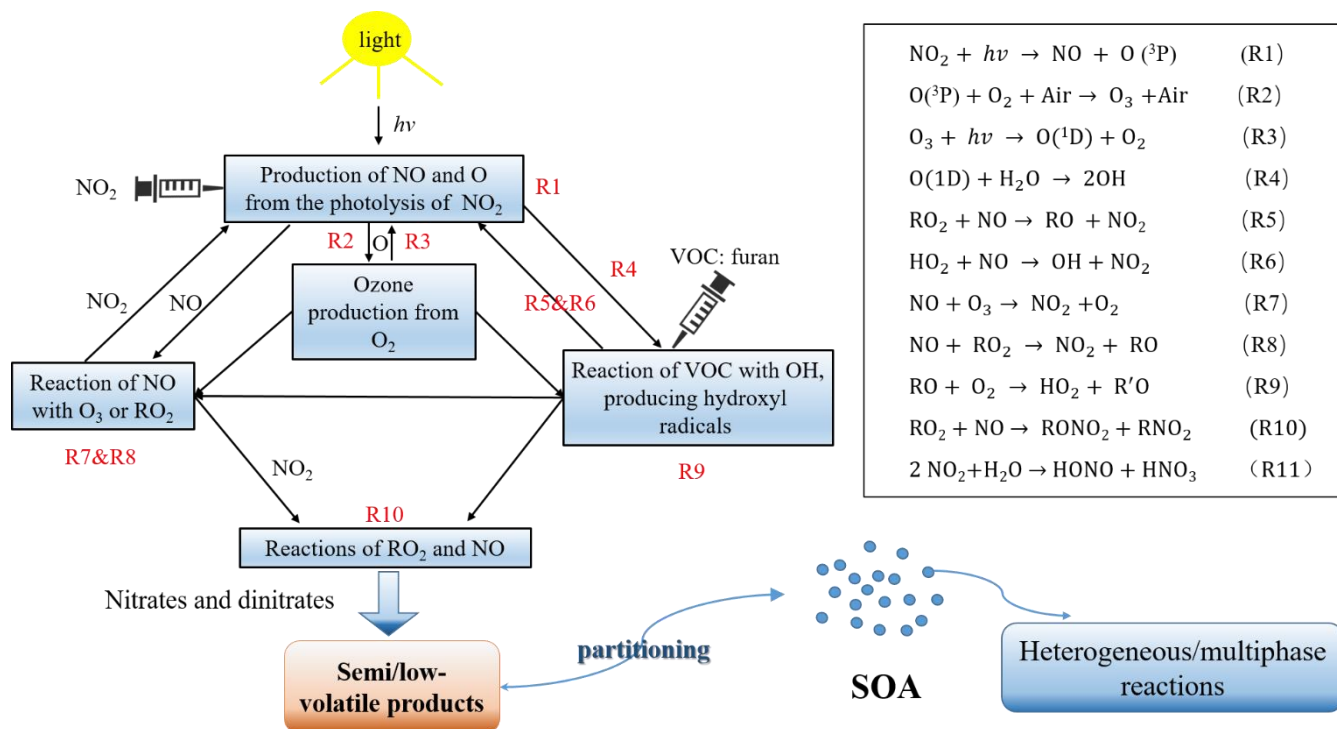 light
hv
NO₂
Production of NO and O
from the photolysis of NO₂
R1
R2
O
R3
R4
VOC: furan
NO₂
NO
Ozone
production from
O₂
R5&R6
Reaction of NO
with O₃ or RO₂
R7&R8
Reaction of VOC with OH,
producing hydroxyl
radicals
R9
NO₂
R10
Reactions of RO₂ and NO
Nitrates and dinitrates
Semi/low-
volatile products
partitioning
SOA
Heterogeneous/multiphase
reactions
NO₂ + hv → NO + O (³P) (R1)
O(³P) + O₂ + Air → O₃ +Air (R2)
O₃ + hv → O(¹D) + O₂ (R3)
O(1D) + H₂O → 2OH (R4)
RO₂ + NO → RO + NO₂ (R5)
HO₂ + NO → OH + NO₂ (R6)
NO + O₃ → NO₂ +O₂ (R7)
NO + RO₂ → NO₂ + RO (R8)
RO + O₂ → HO₂ + R′O (R9)
RO₂ + NO → RONO₂ + RNO₂ (R10)
2 NO₂+H₂O → HONO + HNO₃ （R11）